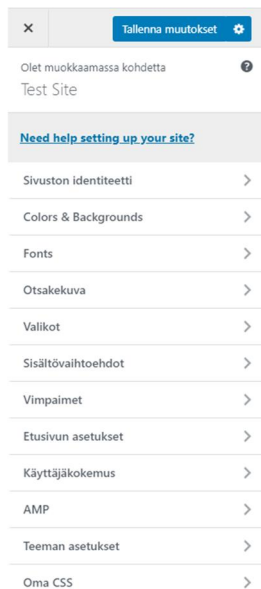 Tallenna muutokset
Olet muokkaamassa kohdetta
Test Site
Need help setting up your site?
Sivuston identiteetti
Colors & Backgrounds
Fonts
Otsakekuva
Valikot
Sisältövaihtoehdot
Vimpaimet
Etusivun asetukset
Käyttäjäkokemus
AMP
Teeman asetukset
Oma CSS